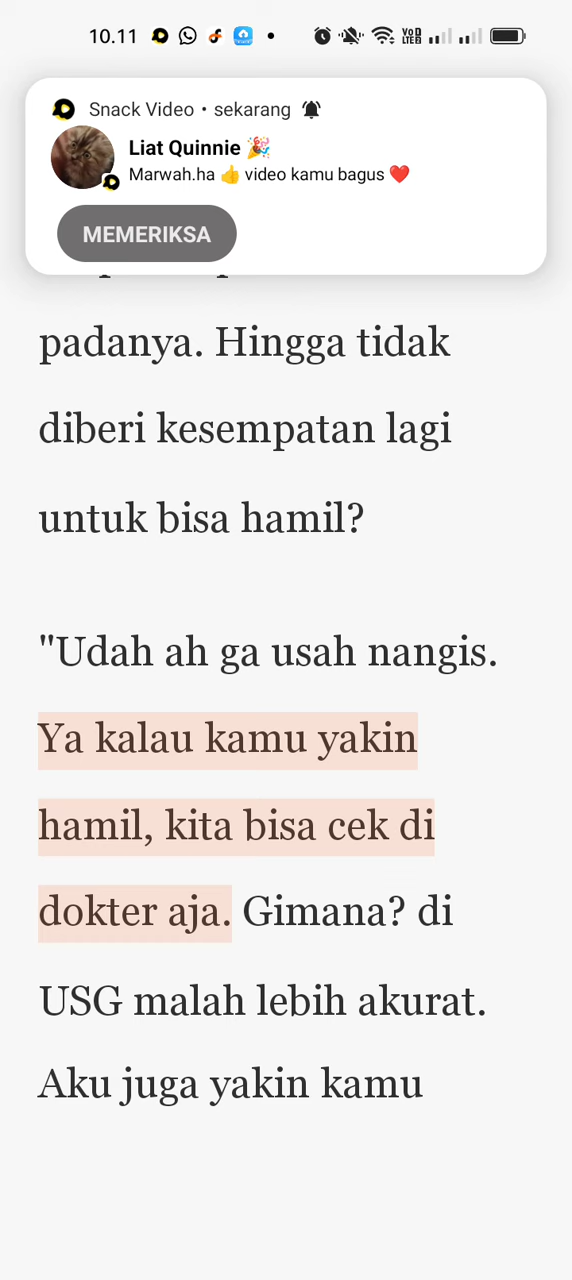 10.11
VoD
LTE2
Snack Video • sekarang
Liat Quinnie 🎉
Marwah.ha 👍 video kamu bagus ❤️
MEMERIKSA
padanya. Hingga tidak
diberi kesempatan lagi
untuk bisa hamil?
"Udah ah ga usah nangis.
Ya kalau kamu yakin
hamil, kita bisa cek di
dokter aja. Gimana? di
USG malah lebih akurat.
Aku juga yakin kamu